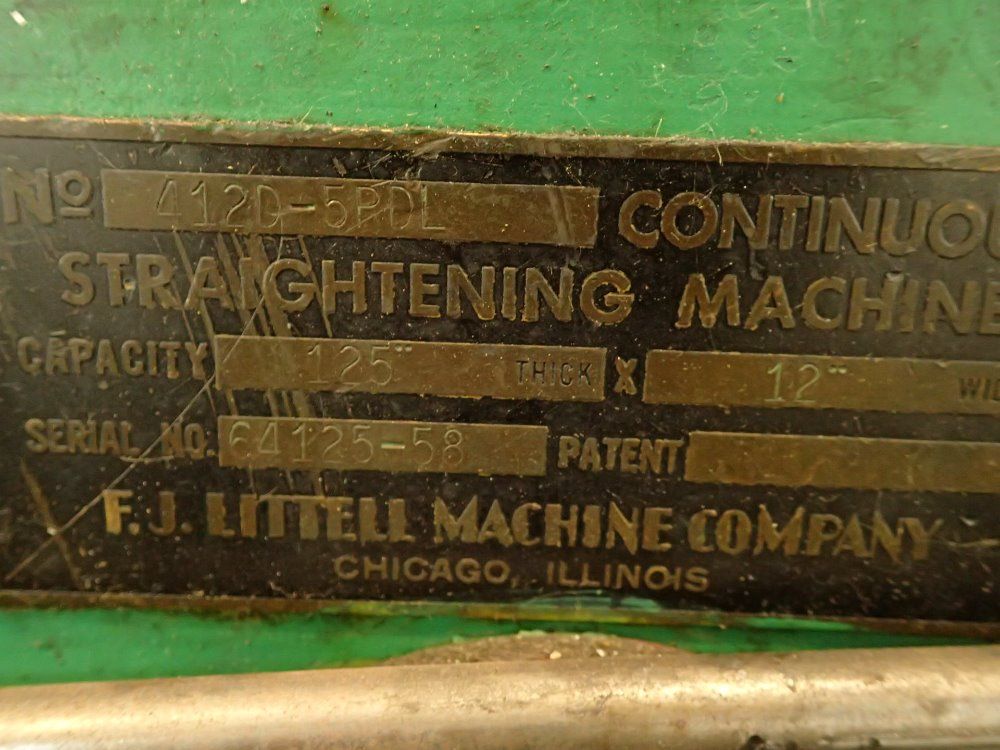 No 412D-5PDL CONTINUOU
STRAIGHTENING MACHINE
CAPACITY 125" THICK X 12" WI
SERIAL NO. 64125-58 PATENT
F.J. LITTELL MACHINE COMPANY
CHICAGO, ILLINOIS